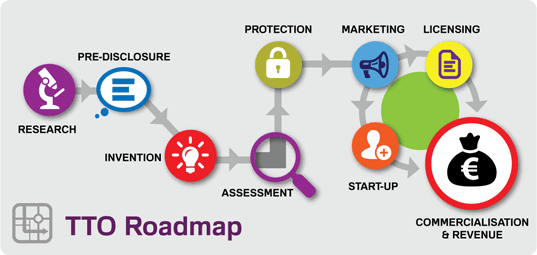 RESEARCH
PRE-DISCLOSURE
INVENTION
ASSESSMENT
PROTECTION
MARKETING
LICENSING
START-UP
€
COMMERCIALISATION
& REVENUE
TTO Roadmap